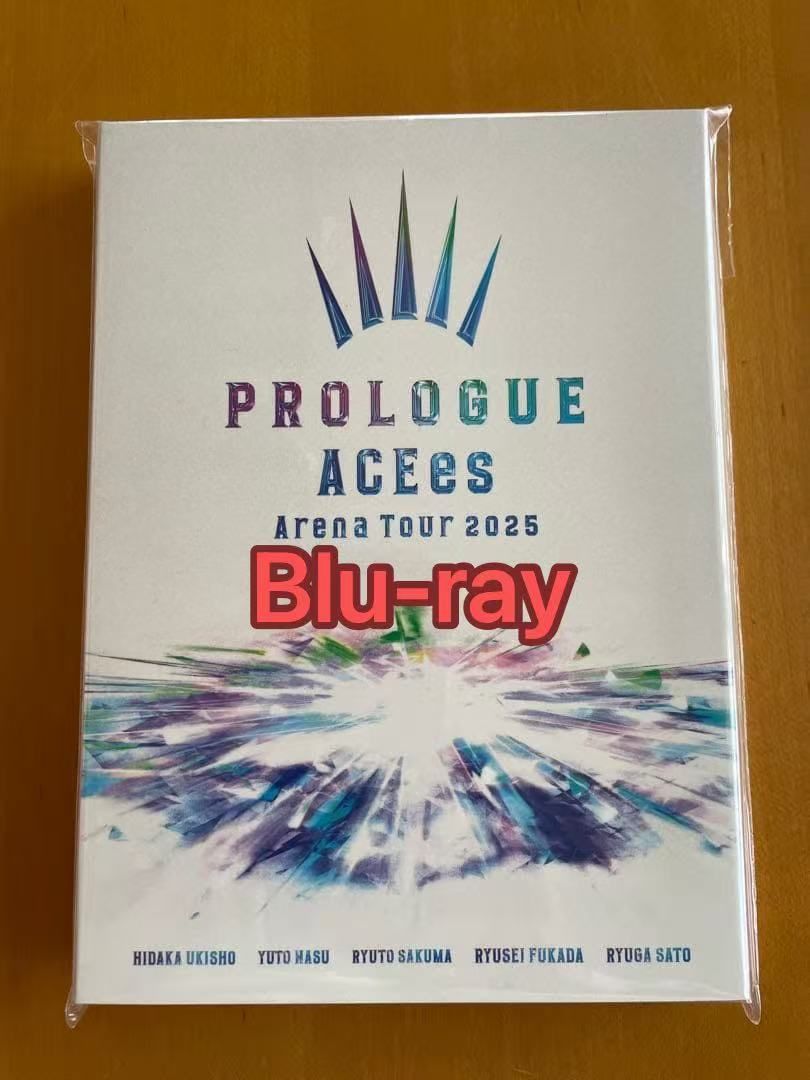 PROLOGUE
ACEes
Arena Tour 2025
Blu-ray
HIDAKA UKISHO YUTO NASU RYUTO SAKUMA RYUSEI FUKADA RYUGA SATO